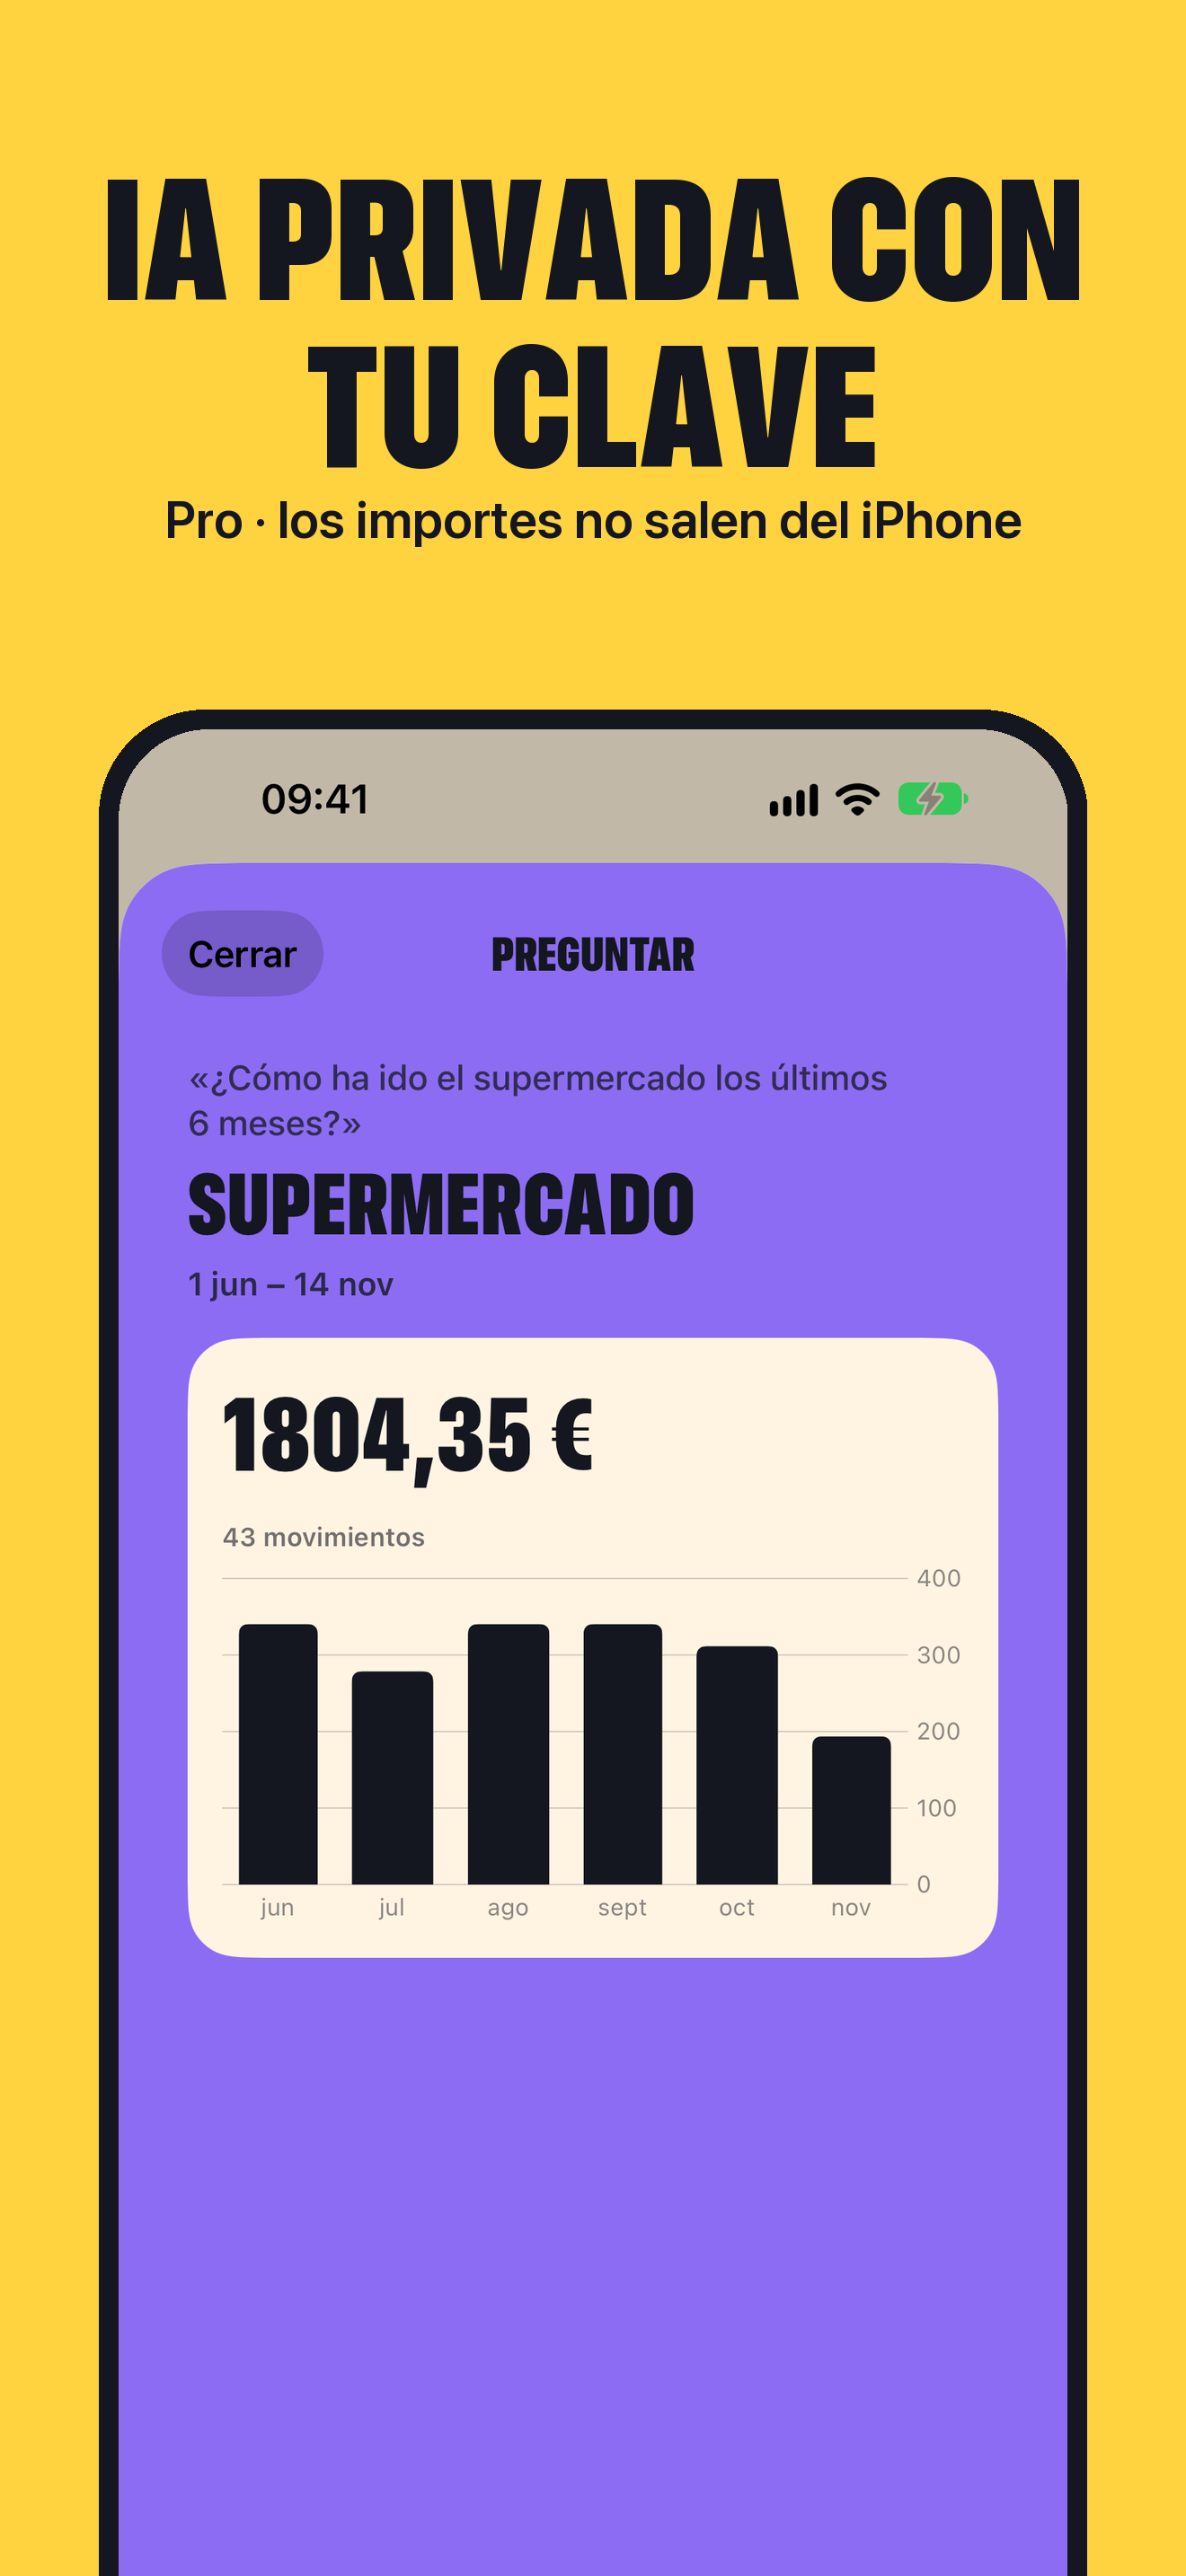 IA PRIVADA CON
TU CLAVE
Pro · los importes no salen del iPhone
09:41
Cerrar
PREGUNTAR
«¿Cómo ha ido el supermercado los últimos
6 meses?»
SUPERMERCADO
1 jun – 14 nov
1804,35 €
43 movimientos
400
300
200
100
0
jun jul ago sept oct nov